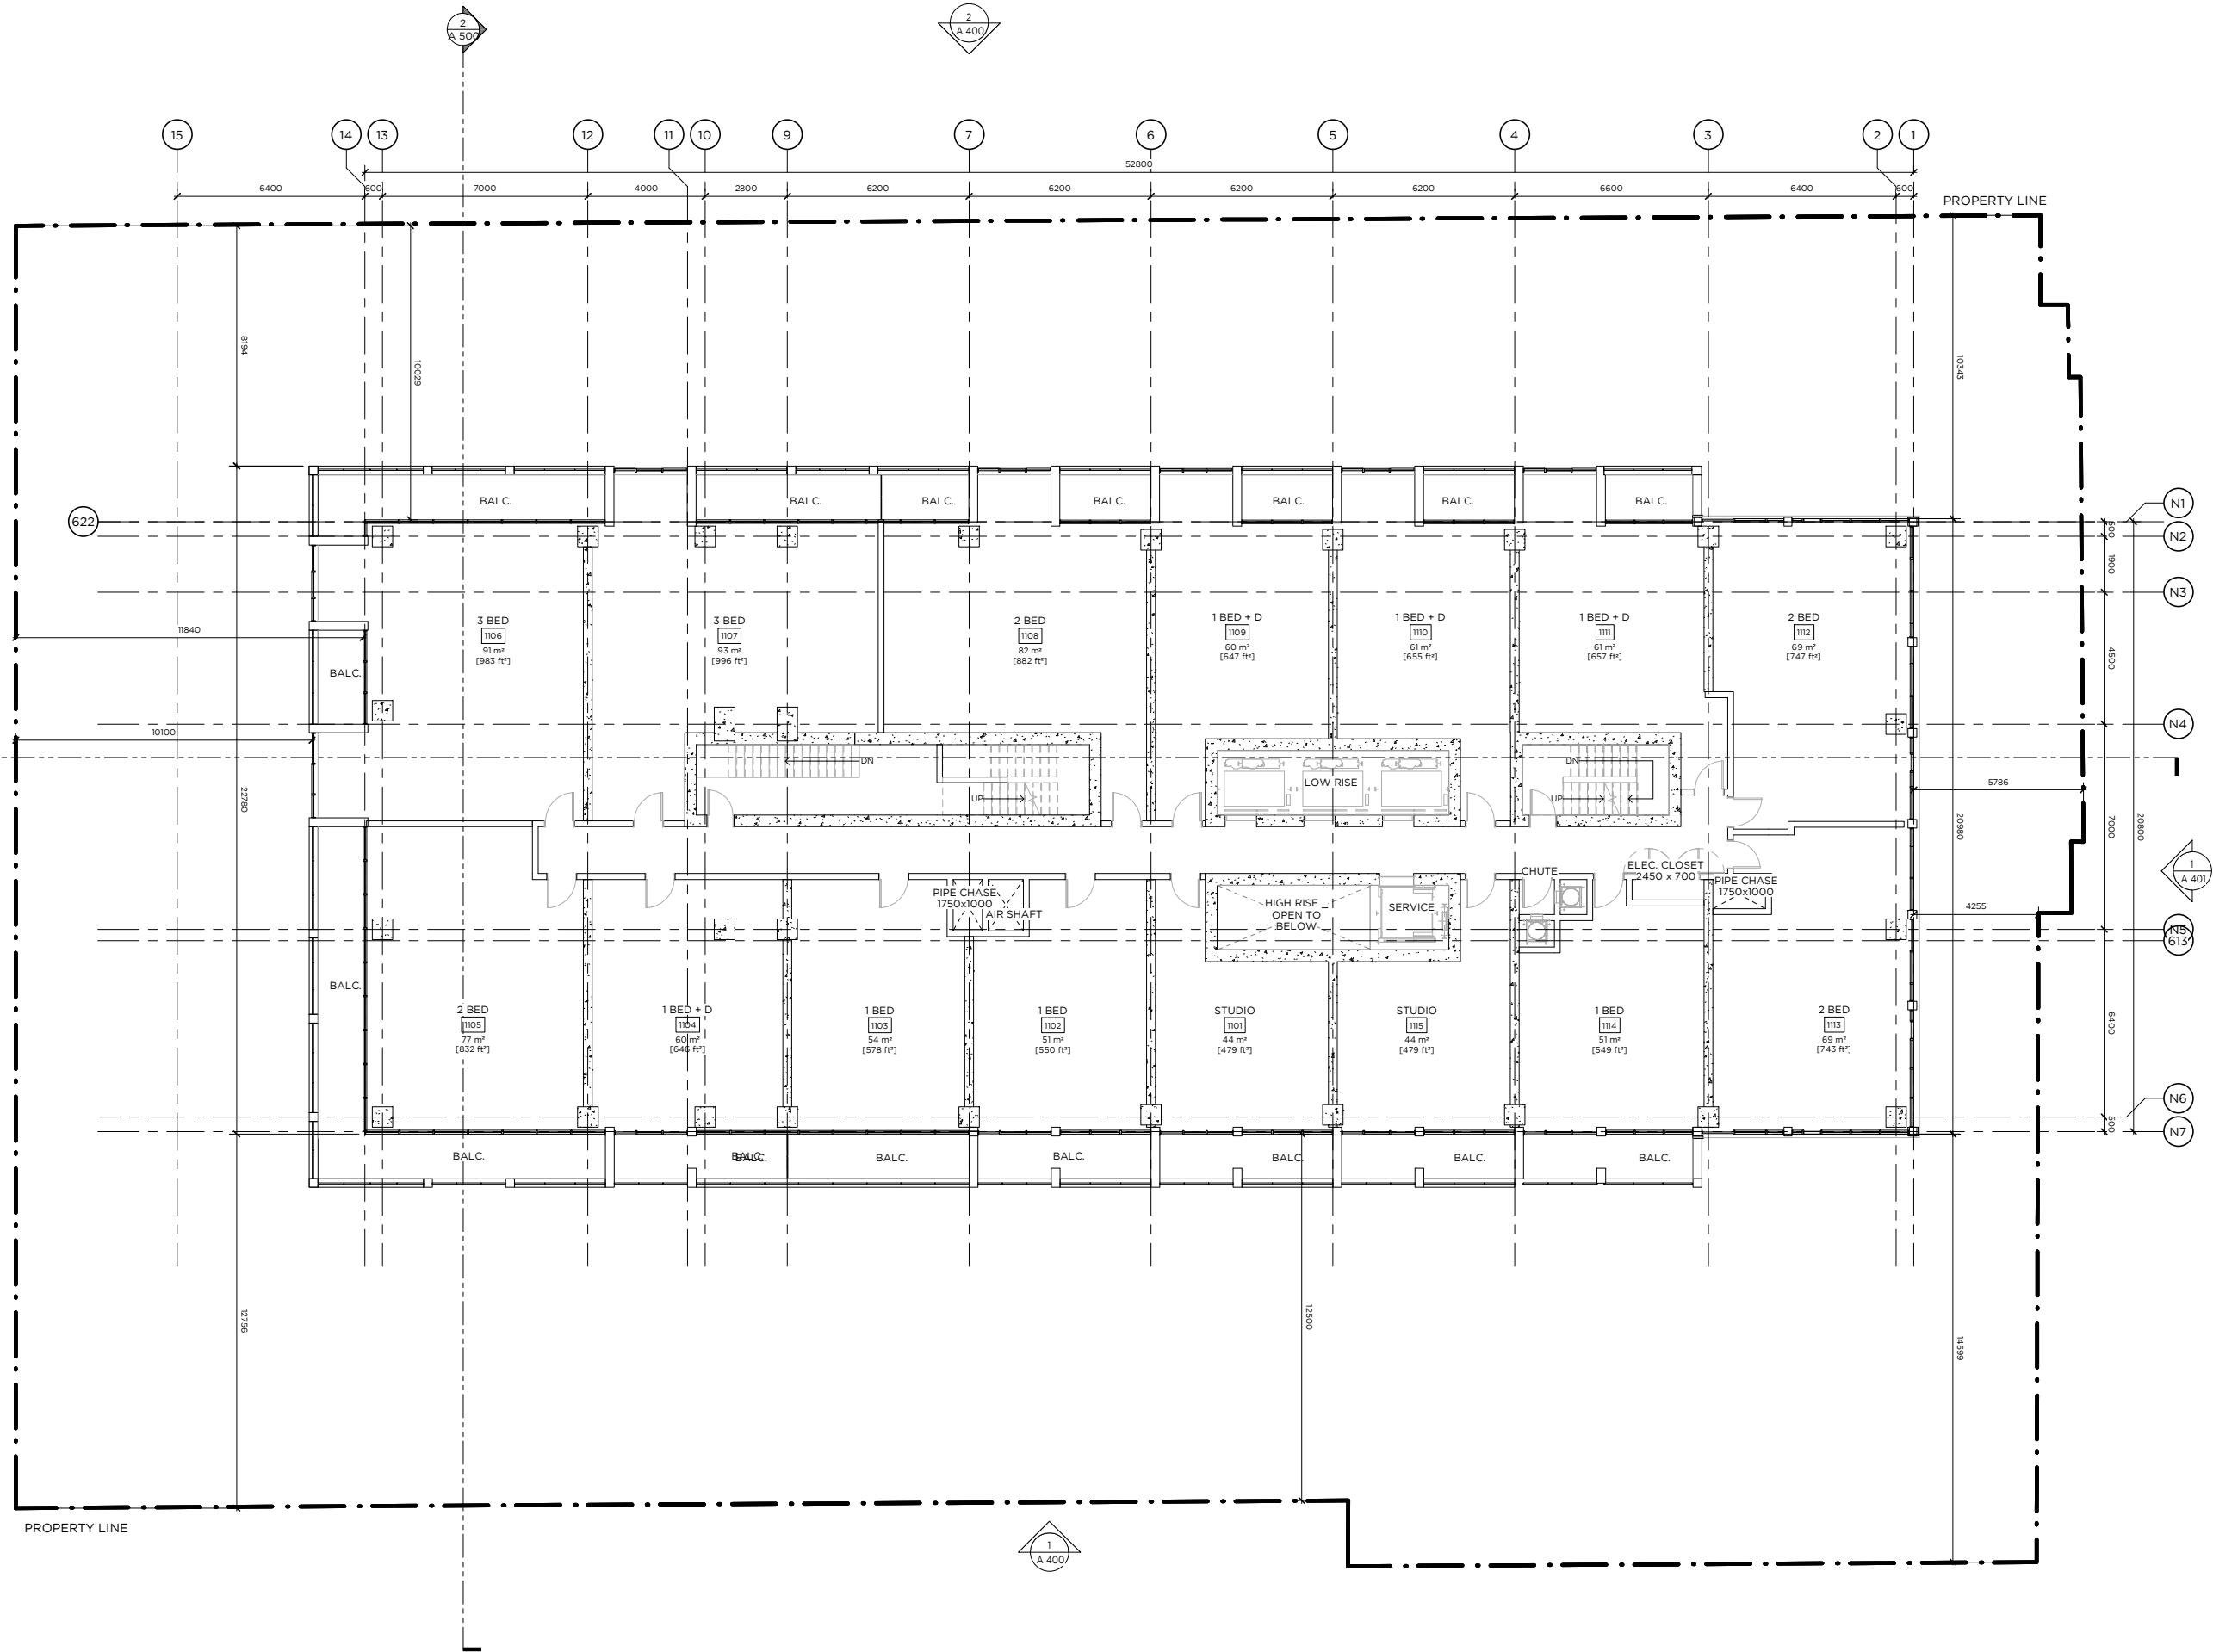 2
A 500
2
A 400
15
14
13
12
11
10
9
7
6
5
4
3
2
1
52800
6400
600
7000
4000
2800
6200
6200
6200
6200
6600
6400
600
PROPERTY LINE
8194
10029
10343
BALC.
BALC.
BALC.
BALC.
BALC.
BALC.
BALC.
622
N1
500
N2
1900
N3
3 BED
1106
91 m²
[983 ft²]
3 BED
1107
93 m²
[996 ft²]
2 BED
1108
82 m²
[882 ft²]
1 BED + D
1109
60 m²
[647 ft²]
1 BED + D
1110
61 m²
[655 ft²]
1 BED + D
1111
61 m²
[657 ft²]
2 BED
1112
69 m²
[747 ft²]
11840
4500
BALC.
N4
10100
DN
UP
LOW RISE
DN
UP
5786
22780
20980
7000
20800
1
A 401
PIPE CHASE
1750x1000
AIR SHAFT
HIGH RISE
OPEN TO
BELOW
SERVICE
CHUTE
ELEC. CLOSET
2450 x 700
PIPE CHASE
1750x1000
4255
N5
613
BALC.
2 BED
1105
77 m²
[832 ft²]
1 BED + D
1104
60 m²
[646 ft²]
1 BED
1103
54 m²
[578 ft²]
1 BED
1102
51 m²
[550 ft²]
STUDIO
1101
44 m²
[479 ft²]
STUDIO
1115
44 m²
[479 ft²]
1 BED
1114
51 m²
[549 ft²]
2 BED
1113
69 m²
[743 ft²]
6400
N6
500
N7
BALC.
BALC.
BALC.
BALC.
BALC.
BALC.
BALC.
BALC.
12756
12500
14599
PROPERTY LINE
1
A 400